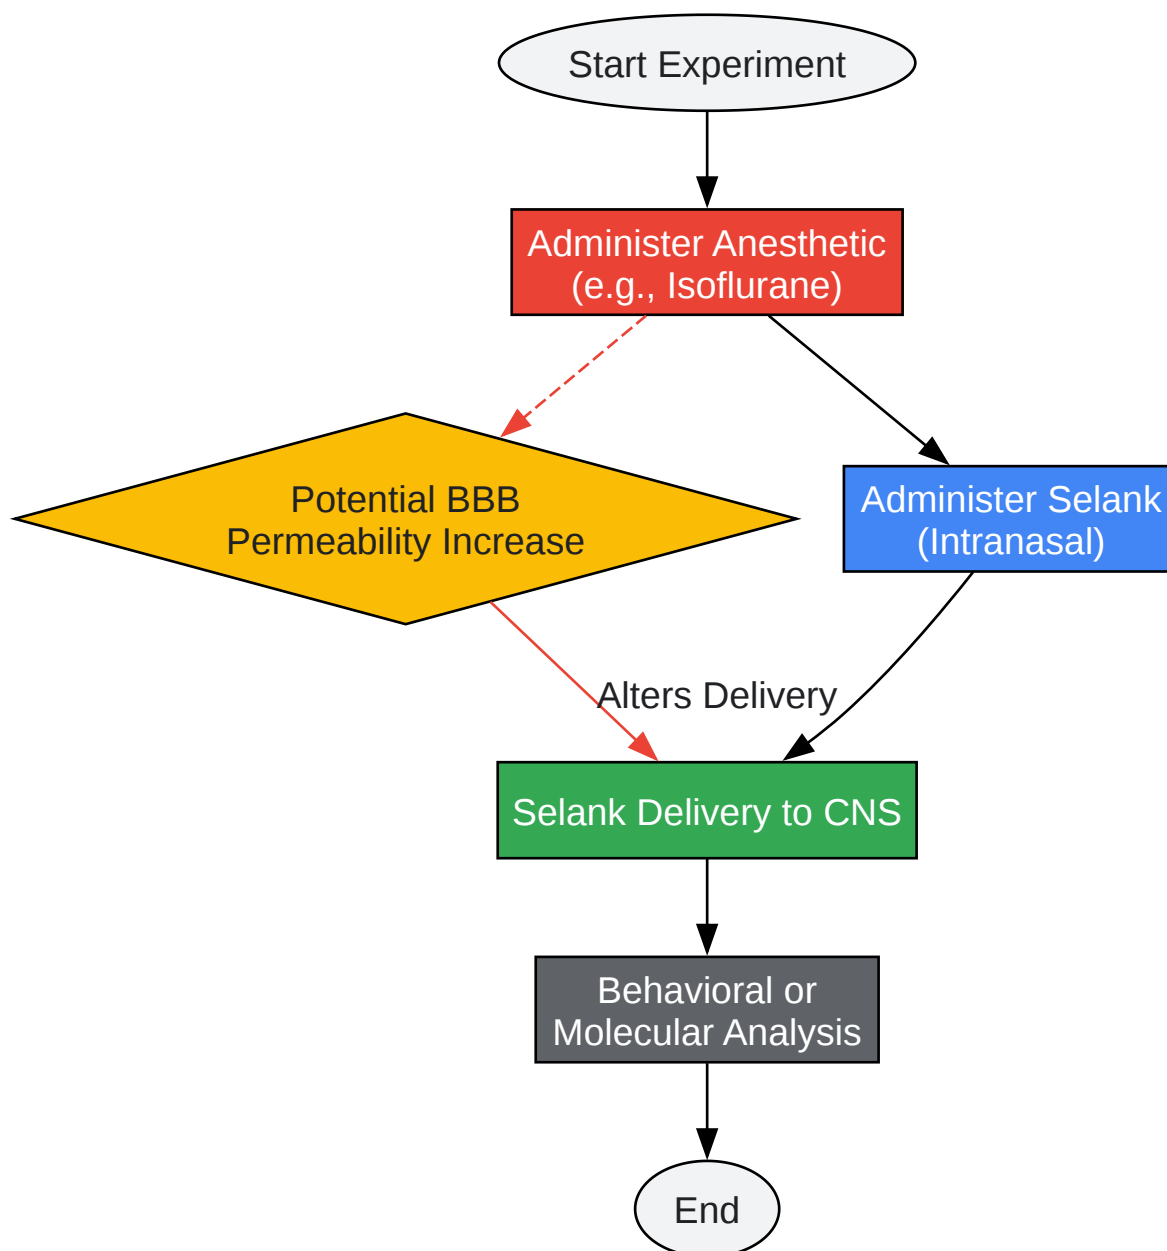 Start Experiment
Administer Anesthetic
(e.g., Isoflurane)
Potential BBB
Permeability Increase
Administer Selank
(Intranasal)
Alters Delivery
Selank Delivery to CNS
Behavioral or
Molecular Analysis
End